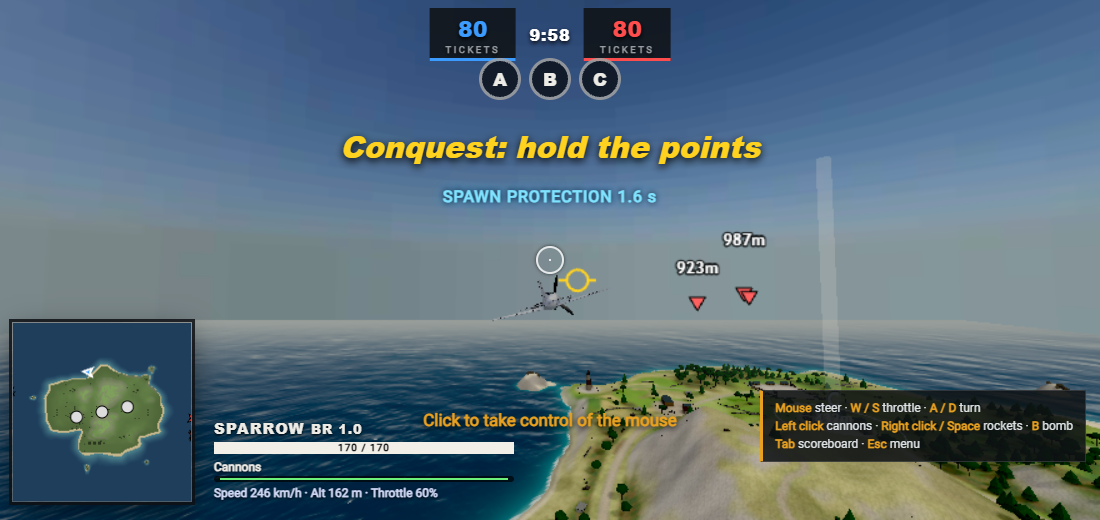 80
TICKETS
9:58
80
TICKETS
A
B
C
Conquest: hold the points
SPAWN PROTECTION 1.6 s
987m
923m
Click to take control of the mouse
SPARROW BR 1.0
170 / 170
Cannons
Speed 246 km/h · Alt 162 m · Throttle 60%
Mouse steer · W / S throttle · A / D turn
Left click cannons · Right click / Space rockets · B bomb
Tab scoreboard · Esc menu